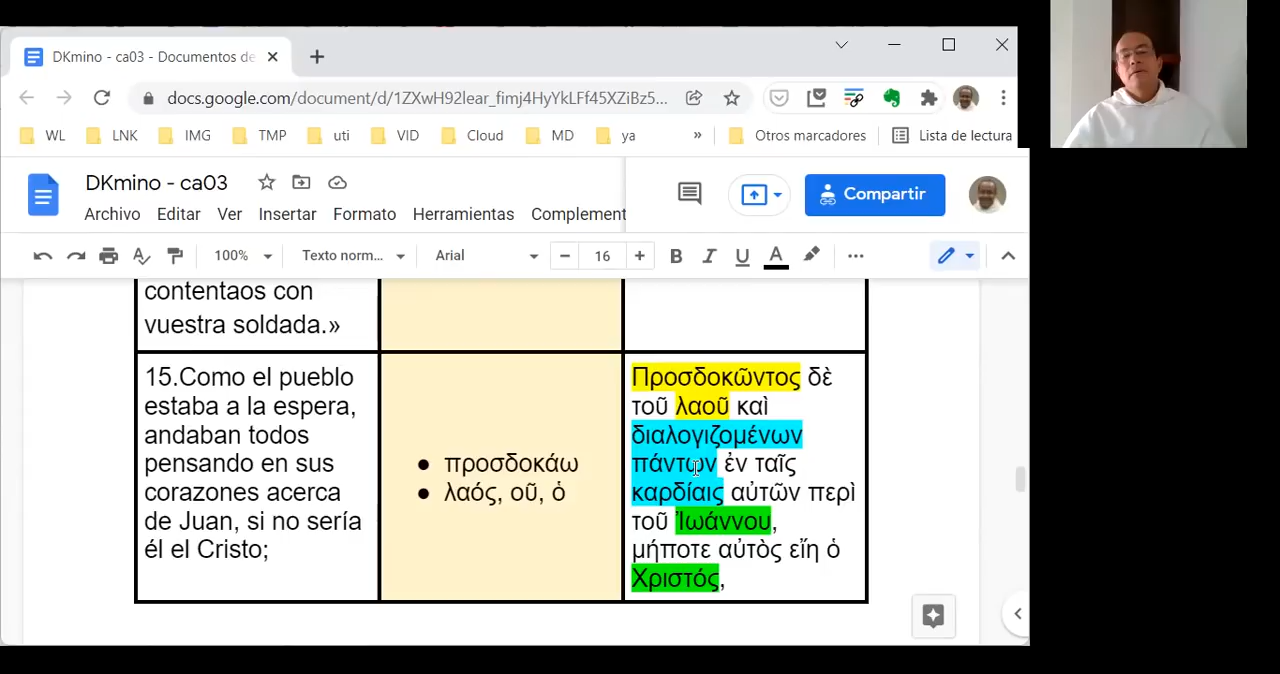 DKmino - ca03 - Documentos de
docs.google.com/document/d/1ZXwH92lear_fimj4HyYkLFf45XZiBz5...
WL LNK IMG TMP uti VID Cloud MD ya » Otros marcadores Lista de lectura
DKmino - ca03
Compartir
Archivo Editar Ver Insertar Formato Herramientas Complement
100% Texto norm... Arial 16 B I U A
contentaos con
vuestra soldada.»
15.Como el pueblo
estaba a la espera,
andaban todos
pensando en sus
corazones acerca
de Juan, si no sería
él el Cristo;
● προσδοκάω
● λαός, οῦ, ὁ
Προσδοκῶντος δὲ
τοῦ λαοῦ καὶ
διαλογιζομένων
πάντων ἐν ταῖς
καρδίαις αὐτῶν περὶ
τοῦ Ἰωάννου,
μήποτε αὐτὸς εἴη ὁ
Χριστός,